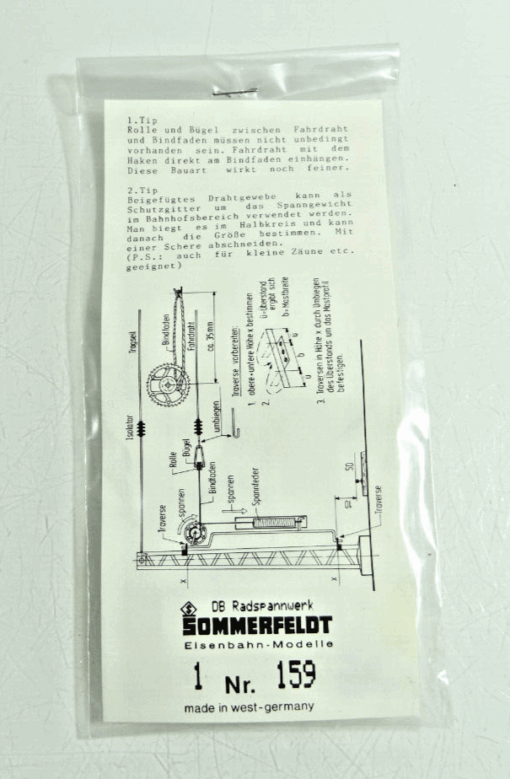 1.Tip
Rolle und Bügel zwischen Fahrdraht
und Bindfaden müssen nicht unbedingt
vorhanden sein. Fahrdraht mit dem
Haken direkt am Bindfaden einhängen.
Diese Bauart wirkt noch feiner.
2.Tip
Beigefügtes Drahtgewebe kann als
Schutzgitter um das Spanngewicht
im Bahnhofsbereich verwendet werden.
Man biegt es im Halbkreis und kann
danach die Größe bestimmen. Mit
einer Schere abschneiden.
(P.S.: auch für kleine Zäune etc.
geeignet)
Tragseil
Bindfaden
Fahrdraht
ca. 35mm
Isolator
umbiegen
Rolle
Bügel
Bindfaden
Traverse vorbereiten:
1. obere+untere Höhe x bestimmen
2.
ü=Überstand
ergibt sich
b=Mastbreite
ü
b
ü
3. Traversen in Höhe x durch Umbiegen
des Überstands um das Mastprofil
befestigen.
Traverse
spannen
spannen
Spannfeder
SO
Traverse
x
x
DB Radspannwerk
SOMMERFELDT
Eisenbahn-Modelle
1 Nr. 159
made in west-germany